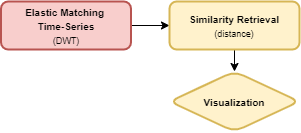 Elastic Matching
Time-Series
(DWT)
Similarity Retrieval
(distance)
Visualization